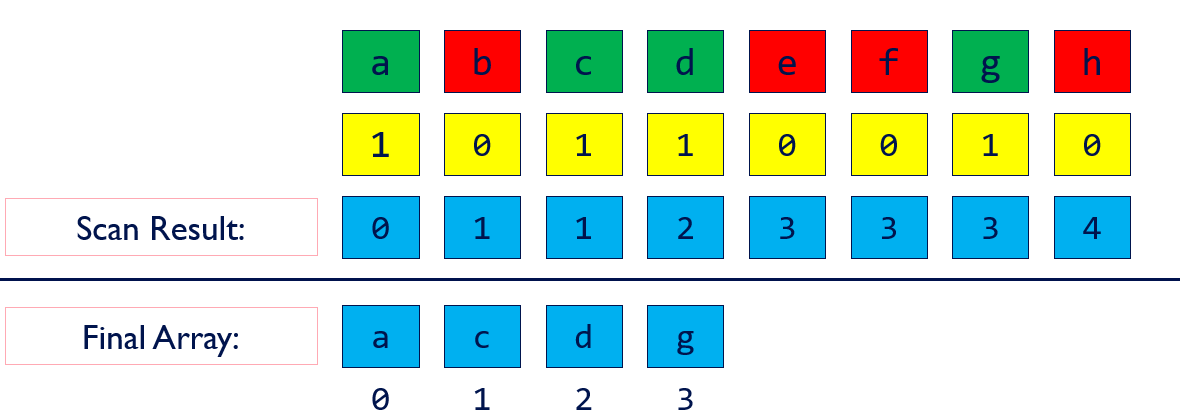 a b c d e f g h
1 0 1 1 0 0 1 0
Scan Result: 0 1 1 2 3 3 3 4
Final Array: a c d g
0 1 2 3